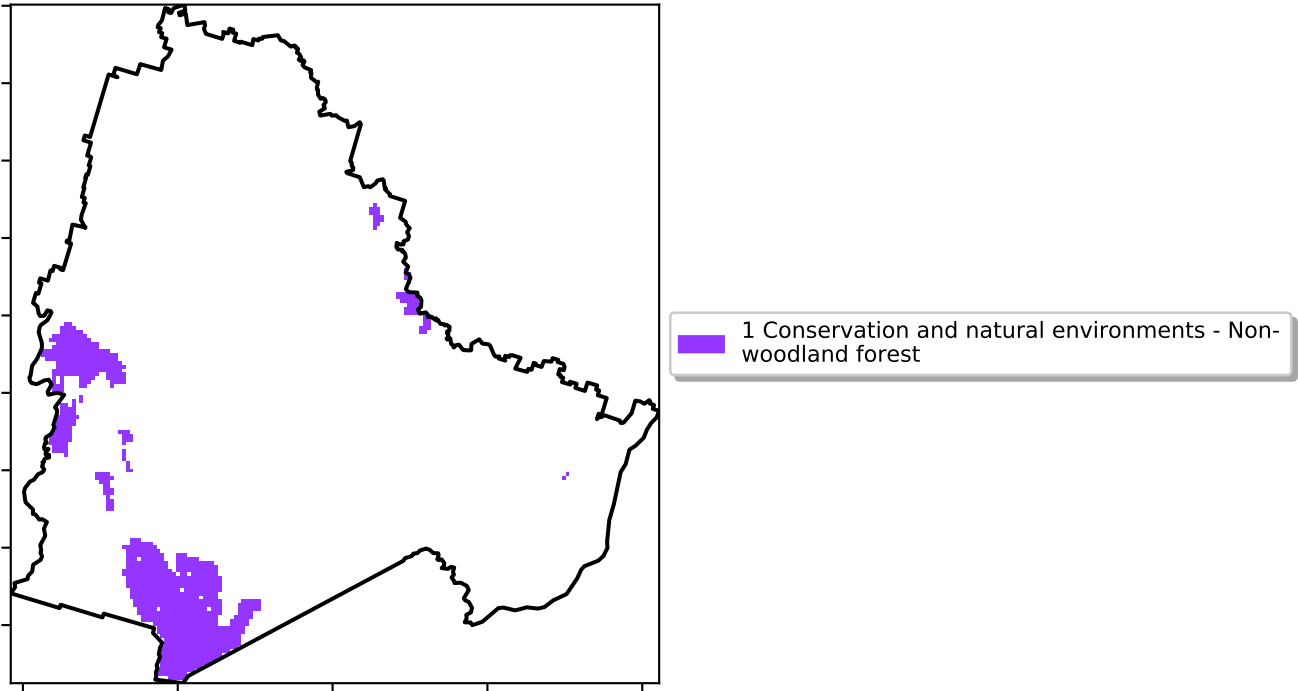 1 Conservation and natural environments - Non-
woodland forest